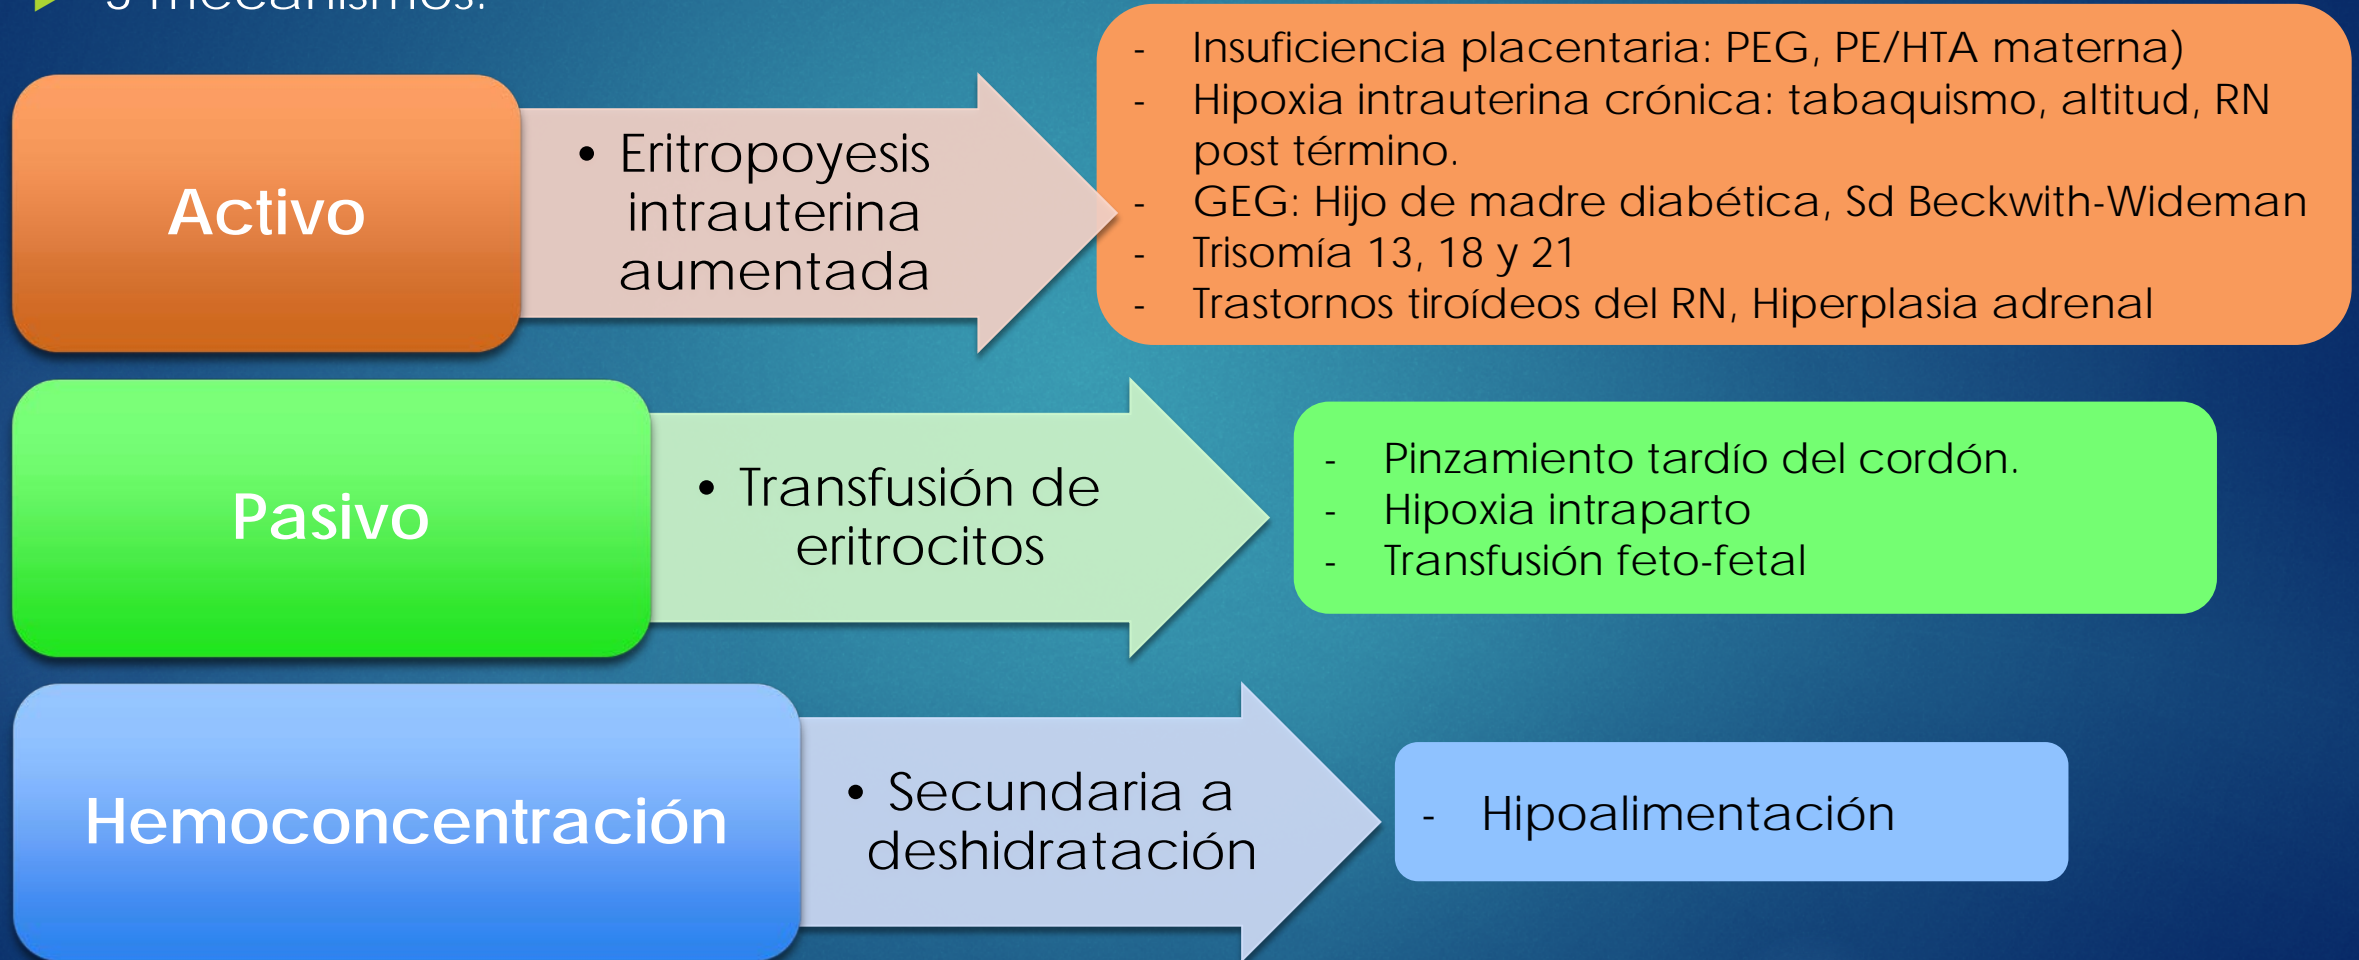 3 mecanismos:
Activo
• Eritropoyesis
intrauterina
aumentada
- Insuficiencia placentaria: PEG, PE/HTA materna)
- Hipoxia intrauterina crónica: tabaquismo, altitud, RN
post término.
- GEG: Hijo de madre diabética, Sd Beckwith-Wideman
- Trisomía 13, 18 y 21
- Trastornos tiroídeos del RN, Hiperplasia adrenal
Pasivo
• Transfusión de
eritrocitos
- Pinzamiento tardío del cordón.
- Hipoxia intraparto
- Transfusión feto-fetal
Hemoconcentración
• Secundaria a
deshidratación
- Hipoalimentación